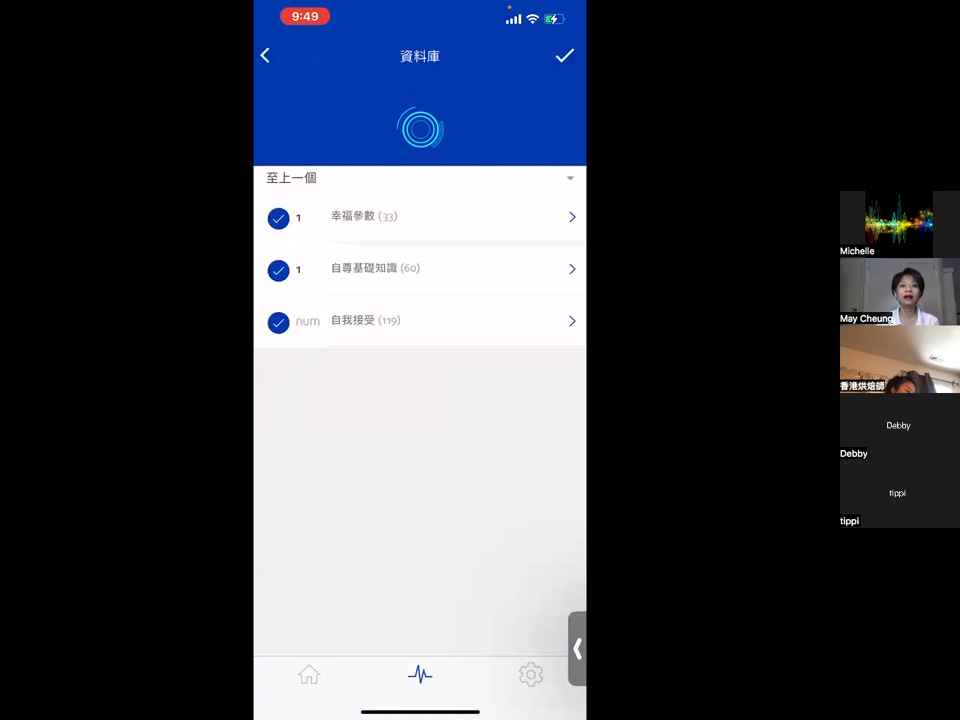 9:49
資料庫
至上一個
1 幸福參數 (33)
1 自尊基礎知識 (60)
num 自我接受 (119)
Michelle
May Cheung
香港烘焙師
Debby
Debby
tippi
tippi